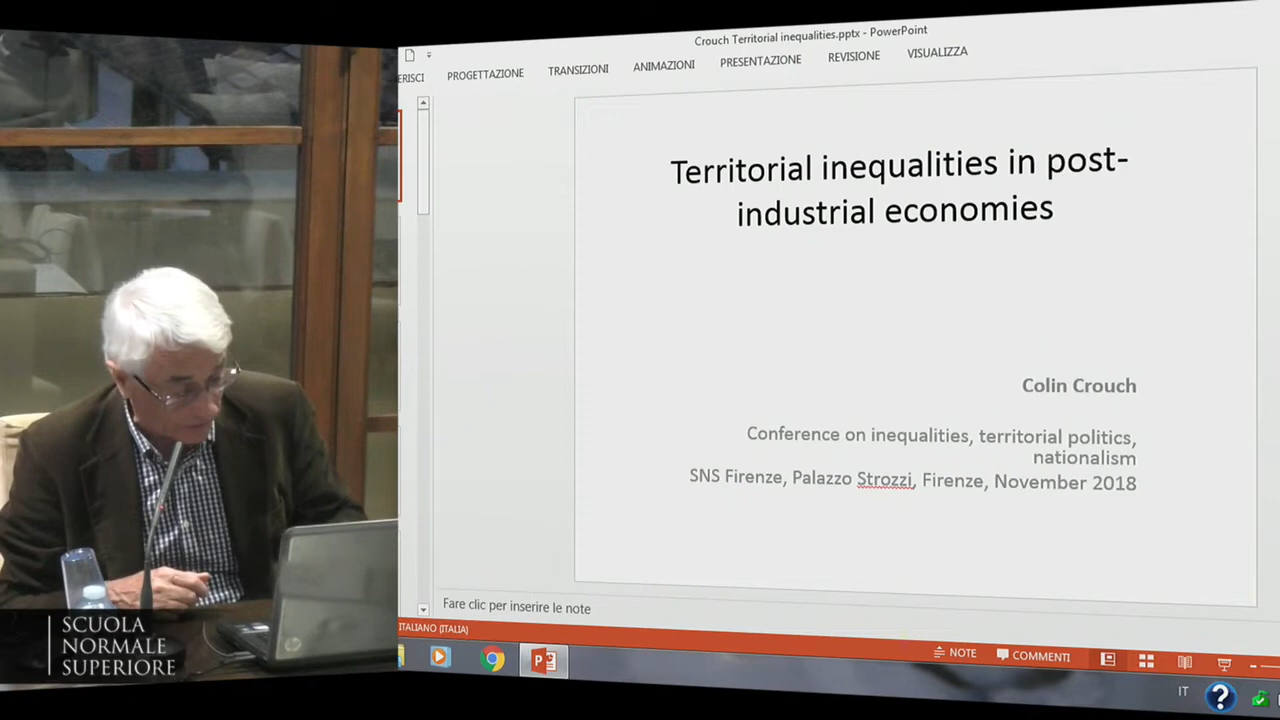 Crouch Territorial inequalities.pptx - PowerPoint
ERISCI PROGETTAZIONE TRANSIZIONI ANIMAZIONI PRESENTAZIONE REVISIONE VISUALIZZA
Territorial inequalities in post-
industrial economies
Colin Crouch
Conference on inequalities, territorial politics,
nationalism
SNS Firenze, Palazzo Strozzi, Firenze, November 2018
Fare clic per inserire le note
ITALIANO (ITALIA)
NOTE COMMENTI
IT
SCUOLA
NORMALE
SUPERIORE